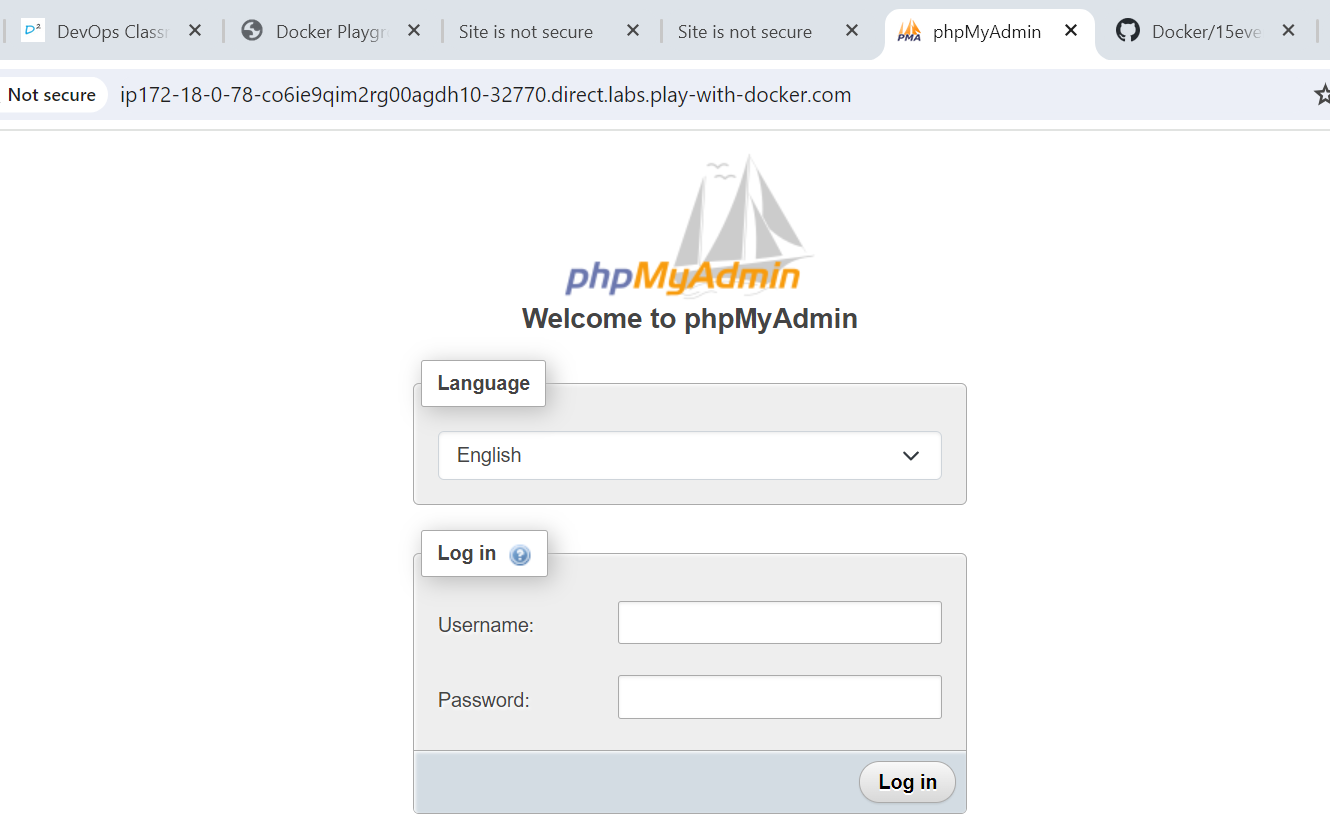 D² DevOps Classr
Docker Playgr
Site is not secure
Site is not secure
PMA phpMyAdmin
Docker/15eve
Not secure
ip172-18-0-78-co6ie9qim2rg00agdh10-32770.direct.labs.play-with-docker.com
phpMyAdmin
Welcome to phpMyAdmin
Language
English
Log in ?
Username:
Password:
Log in